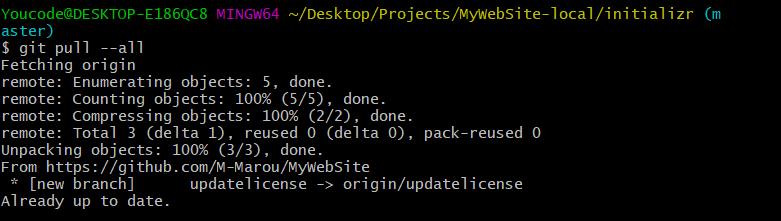 Youcode@DESKTOP-E186QC8 MINGW64 ~/Desktop/Projects/MyWebSite-local/initializr (m
aster)
$ git pull --all
Fetching origin
remote: Enumerating objects: 5, done.
remote: Counting objects: 100% (5/5), done.
remote: Compressing objects: 100% (2/2), done.
remote: Total 3 (delta 1), reused 0 (delta 0), pack-reused 0
Unpacking objects: 100% (3/3), done.
From https://github.com/M-Marou/MyWebSite
 * [new branch]      updatelicense -> origin/updatelicense
Already up to date.